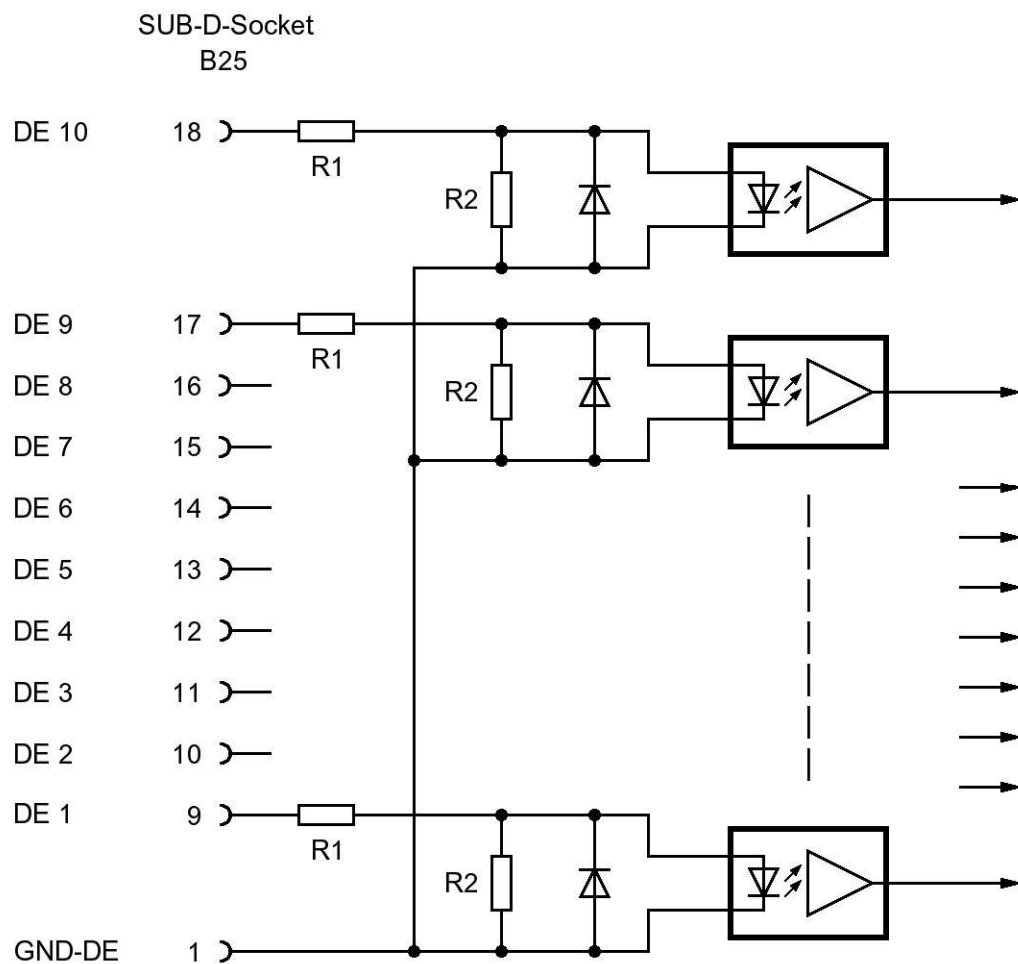 SUB-D-Socket
B25
DE 10 18
R1
R2
DE 9 17
R1
DE 8 16
R2
DE 7 15
DE 6 14
DE 5 13
DE 4 12
DE 3 11
DE 2 10
DE 1 9
R1
R2
GND-DE 1